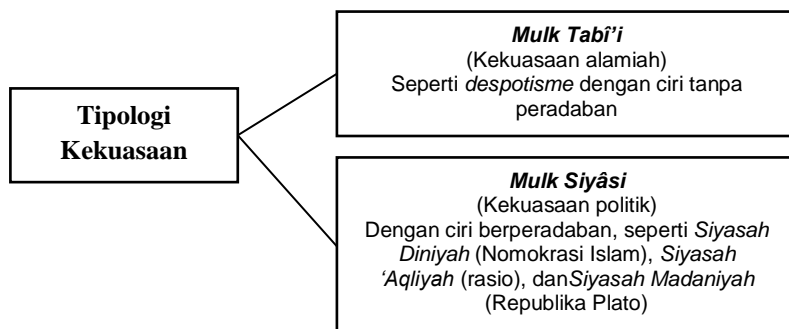 Tipologi
Kekuasaan
Mulk Tabî’i
(Kekuasaan alamiah)
Seperti despotisme dengan ciri tanpa
peradaban
Mulk Siyâsi
(Kekuasaan politik)
Dengan ciri berperadaban, seperti Siyasah
Diniyah (Nomokrasi Islam), Siyasah
‘Aqliyah (rasio), danSiyasah Madaniyah
(Republika Plato)